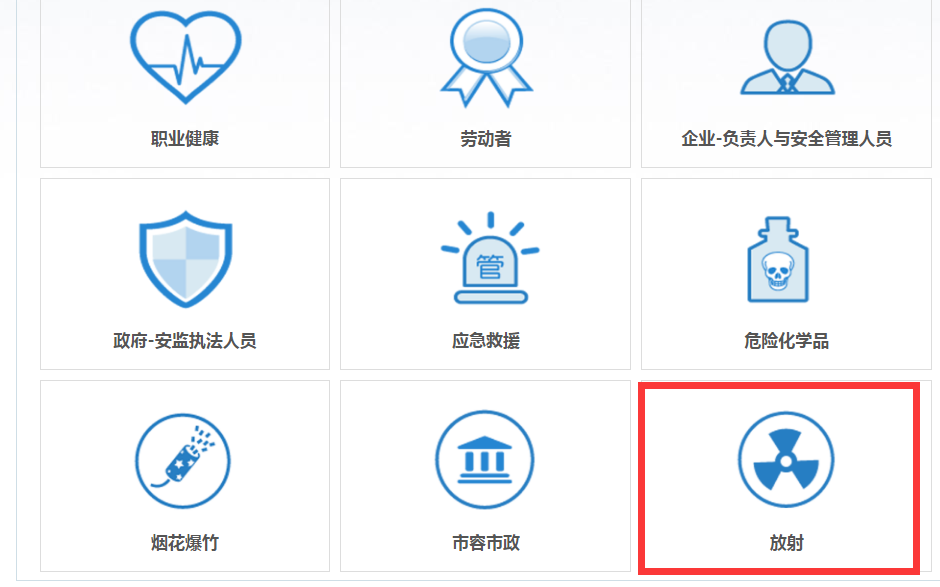 职业健康
劳动者
企业-负责人与安全管理人员
政府-安监执法人员
管
应急救援
危险化学品
烟花爆竹
市容市政
放射